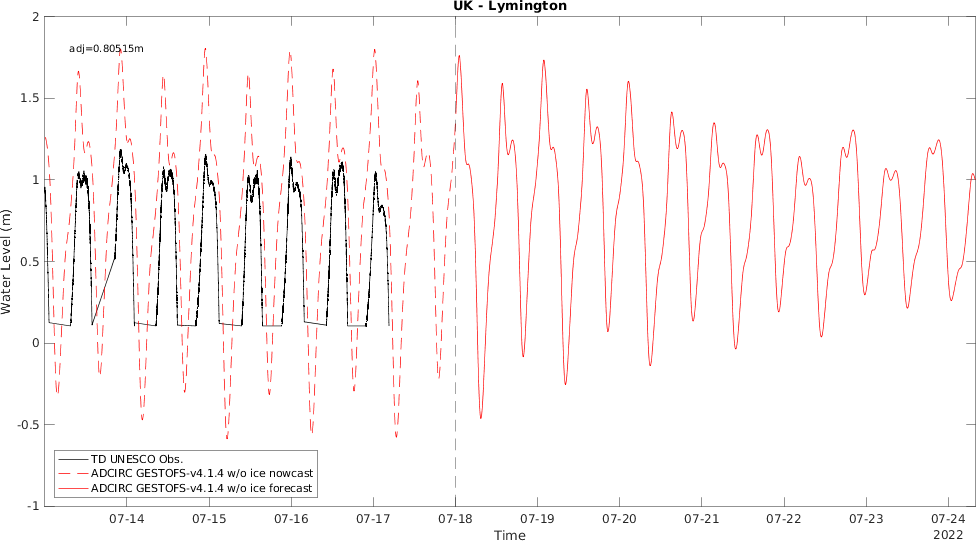 UK - Lymington
2
adj=0.80515m
1.5
1
0.5
0
-0.5
-1
Water Level (m)
TD UNESCO Obs.
ADCIRC GESTOFS-v4.1.4 w/o ice nowcast
ADCIRC GESTOFS-v4.1.4 w/o ice forecast
07-14 07-15 07-16 07-17 07-18 07-19 07-20 07-21 07-22 07-23 07-24
2022
Time